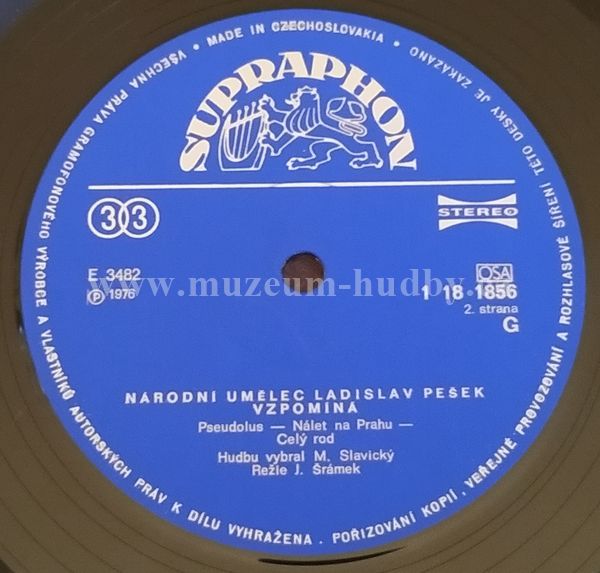 VŠECHNA PRÁVA GRAMOFONOVÉHO VÝROBCE A VLASTNÍKŮ AUTORSKÝCH PRÁV K DÍLU VYHRAŽENA . POŘIZOVÁNÍ KOPIÍ, VEŘEJNÉ PROVOZOVÁNÍ A ROZHLASOVÉ ŠÍŘENÍ TÉTO DESKY JE ZAKÁZÁNO • MADE IN CZECHOSLOVAKIA •
SUPRAPHON
33 STEREO
E 3482 OSA
Ⓟ 1976 1 18 1856
2. strana
G
www.muzeum-hudby.
NÁRODNÍ UMĚLEC LADISLAV PEŠEK
VZPOMÍNÁ
Pseudolus — Nálet na Prahu —
Celý rod
Hudbu vybral M. Slavický
Režie J. Šrámek